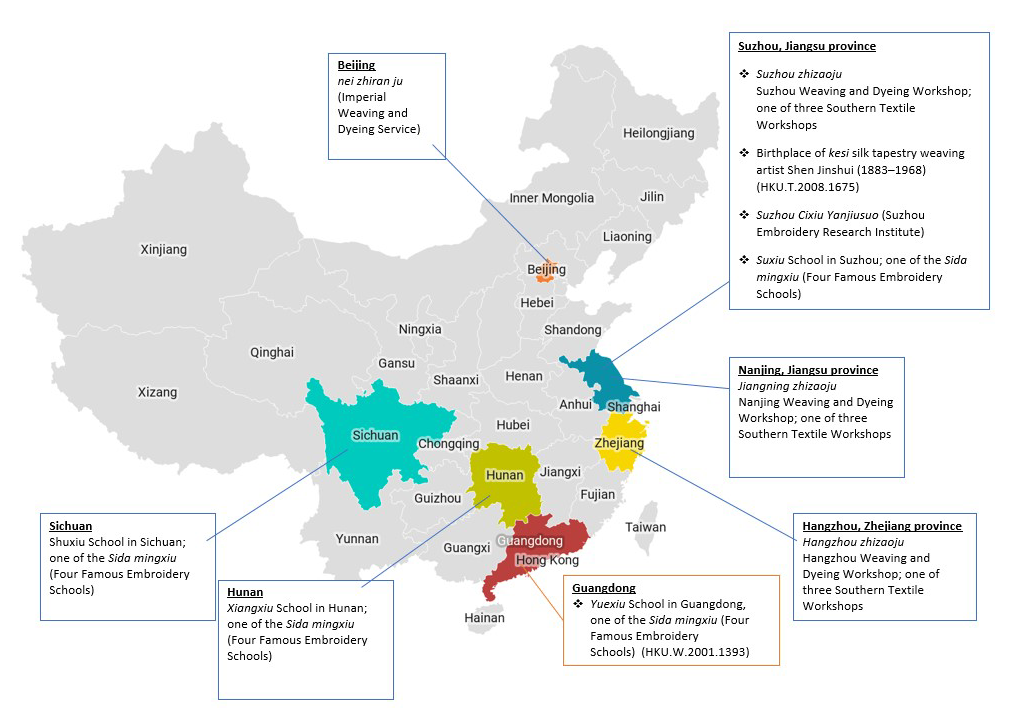 Beijing
nei zhiran ju
(Imperial
Weaving and
Dyeing Service)
Suzhou, Jiangsu province
❖ Suzhou zhizaoju
Suzhou Weaving and Dyeing Workshop;
one of three Southern Textile
Workshops
❖ Birthplace of kesi silk tapestry weaving
artist Shen Jinshui (1883–1968)
(HKU.T.2008.1675)
❖ Suzhou Cixiu Yanjiusuo (Suzhou
Embroidery Research Institute)
❖ Suxiu School in Suzhou; one of the Sida
mingxiu (Four Famous Embroidery
Schools)
Heilongjiang
Inner Mongolia
Jilin
Liaoning
Xinjiang
Beijing
Hebei
Ningxia
Shandong
Qinghai
Gansu
Shaanxi
Henan
Xizang
Anhui
Shanghai
Hubei
Sichuan
Chongqing
Zhejiang
Hunan
Jiangxi
Guizhou
Fujian
Yunnan
Guangxi
Guangdong
Taiwan
Hong Kong
Hainan
Nanjing, Jiangsu province
Jiangning zhizaoju
Nanjing Weaving and Dyeing
Workshop; one of three
Southern Textile Workshops
Sichuan
Shuxiu School in Sichuan;
one of the Sida mingxiu
(Four Famous Embroidery
Schools)
Hunan
Xiangxiu School in Hunan;
one of the Sida mingxiu
(Four Famous Embroidery
Schools)
Guangdong
❖ Yuexiu School in Guangdong,
one of the Sida mingxiu (Four
Famous Embroidery
Schools) (HKU.W.2001.1393)
Hangzhou, Zhejiang province
Hangzhou zhizaoju
Hangzhou Weaving and
Dyeing Workshop; one of
three Southern Textile
Workshops